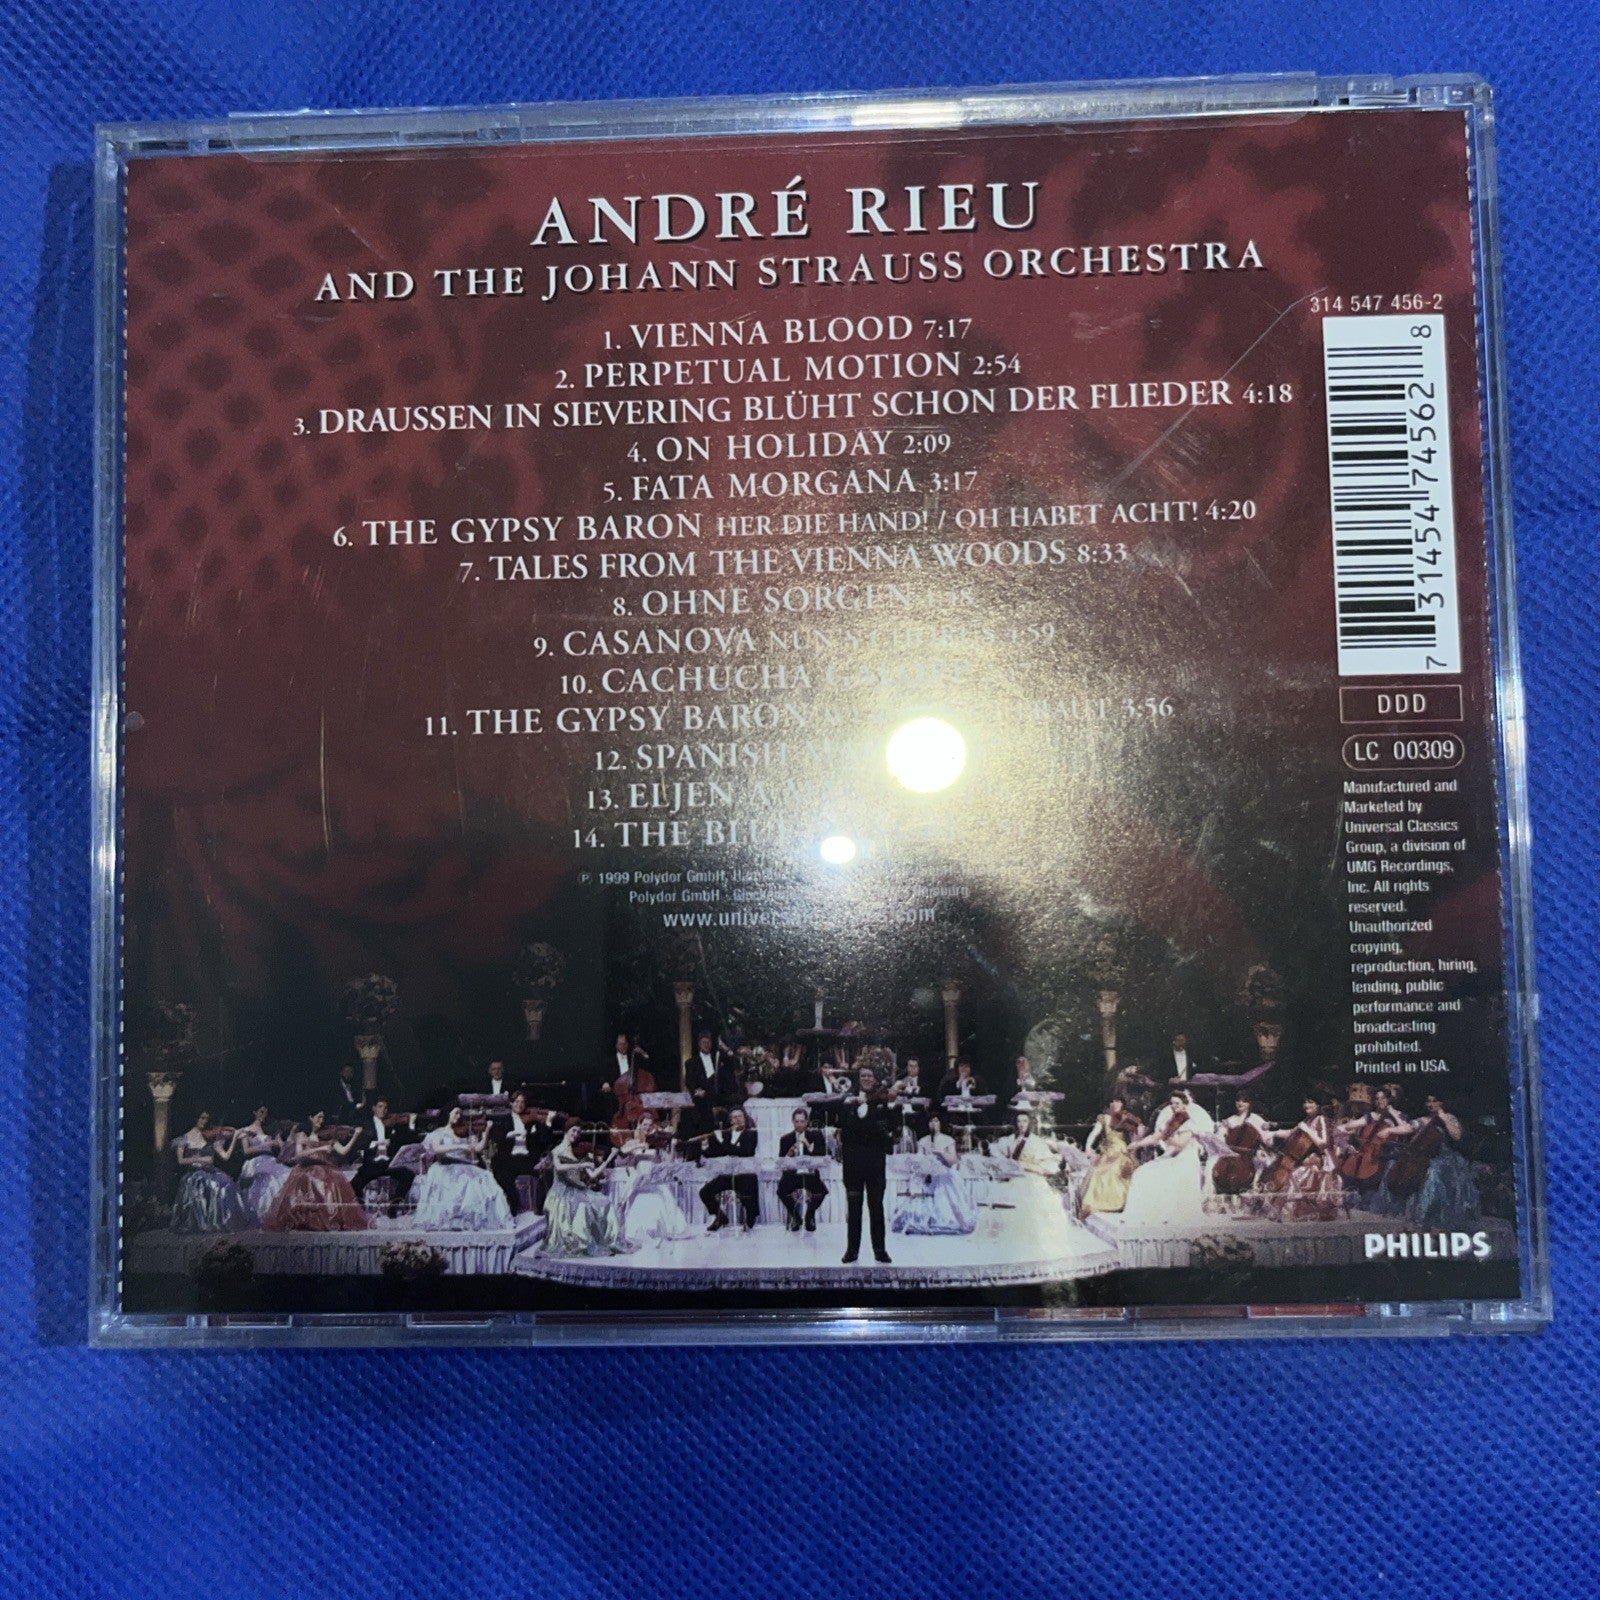 ANDRÉ RIEU
AND THE JOHANN STRAUSS ORCHESTRA
1. VIENNA BLOOD 7:17
2. PERPETUAL MOTION 2:54
3. DRAUSSEN IN SIEVERING BLÜHT SCHON DER FLIEDER 4:18
4. ON HOLIDAY 2:09
5. FATA MORGANA 3:17
6. THE GYPSY BARON HER DIE HAND! / OH HABET ACHT! 4:20
7. TALES FROM THE VIENNA WOODS 8:33
8. OHNE SORGEN
9. CASANOVA NUN'S CHORUS 4:59
10. CACHUCHA
11. THE GYPSY BARON 3:56
12. SPANISH
13. ELJEN A
14. THE
℗ 1999 Polydor GmbH,
Polydor GmbH
314 547 456-2
7 31454 74562 8
DDD
LC 00309
Manufactured and
Marketed by
Universal Classics
Group, a division of
UMG Recordings,
Inc. All rights
reserved.
Unauthorized
copying,
reproduction, hiring,
lending, public
performance and
broadcasting
prohibited.
Printed in USA.
PHILIPS